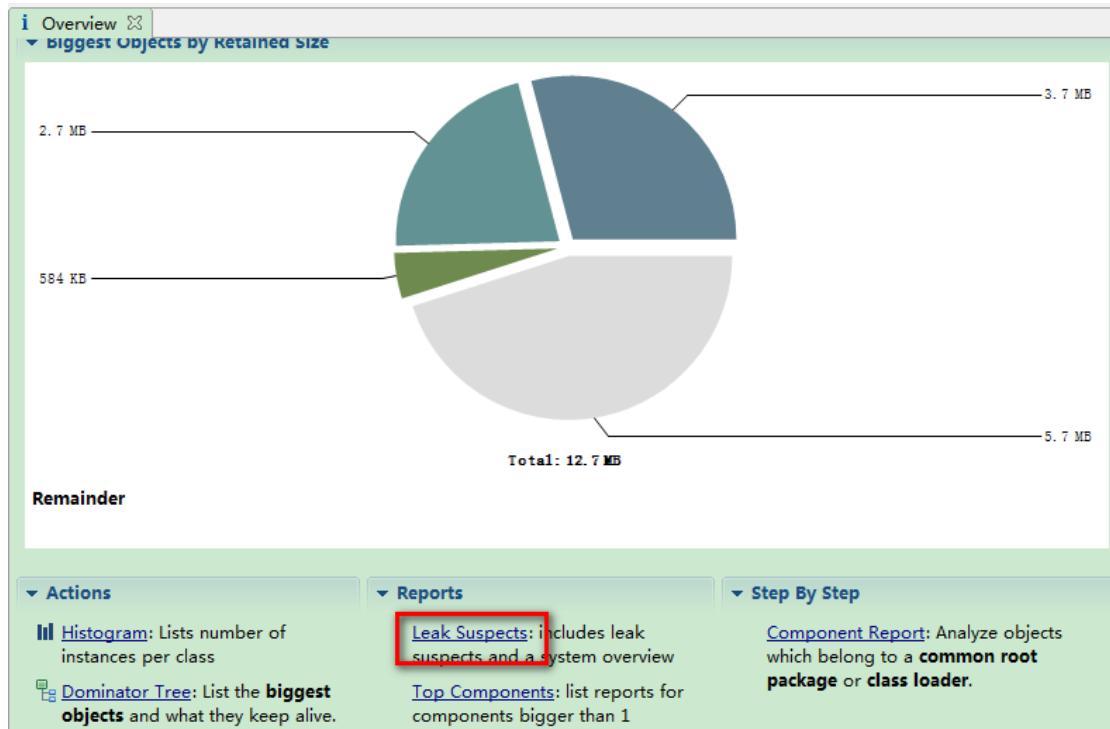 i Overview
Biggest Objects by Retained Size
3.7 MB
2.7 MB
584 KB
5.7 MB
Total: 12.7 MB
Remainder
Actions
Histogram: Lists number of
instances per class
Dominator Tree: List the biggest
objects and what they keep alive.
Reports
Leak Suspects: includes leak
suspects and a system overview
Top Components: list reports for
components bigger than 1
Step By Step
Component Report: Analyze objects
which belong to a common root
package or class loader.